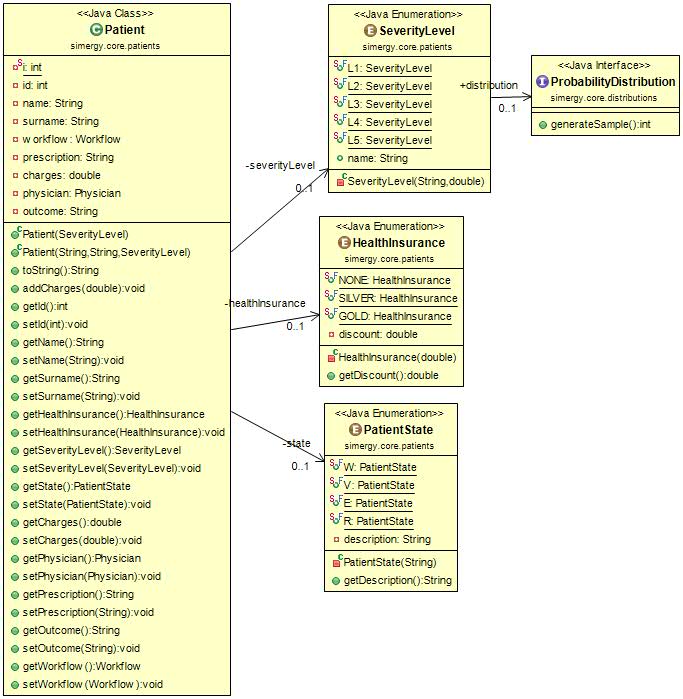 <<Java Class>>
Patient
simergy.core.patients
i: int
id: int
name: String
surname: String
workflow: Workflow
prescription: String
charges: double
physician: Physician
outcome: String
Patient(SeverityLevel)
Patient(String,String,SeverityLevel)
toString():String
addCharges(double):void
getId():int
setId(int):void
getName():String
setName(String):void
getSurname():String
setSurname(String):void
getHealthInsurance():HealthInsurance
setHealthInsurance(HealthInsurance):void
getSeverityLevel():SeverityLevel
setSeverityLevel(SeverityLevel):void
getState():PatientState
setState(PatientState):void
getCharges():double
setCharges(double):void
getPhysician():Physician
setPhysician(Physician):void
getPrescription():String
setPrescription(String):void
getOutcome():String
setOutcome(String):void
getWorkflow():Workflow
setWorkflow(Workflow):void
-severityLevel
0..1
-healthInsurance
0..1
-state
0..1
<<Java Enumeration>>
SeverityLevel
simergy.core.patients
L1: SeverityLevel
L2: SeverityLevel
L3: SeverityLevel
L4: SeverityLevel
L5: SeverityLevel
name: String
SeverityLevel(String,double)
+distribution
0..1
<<Java Interface>>
ProbabilityDistribution
simergy.core.distributions
generateSample():int
<<Java Enumeration>>
HealthInsurance
simergy.core.patients
NONE: HealthInsurance
SILVER: HealthInsurance
GOLD: HealthInsurance
discount: double
HealthInsurance(double)
getDiscount():double
<<Java Enumeration>>
PatientState
simergy.core.patients
W: PatientState
V: PatientState
E: PatientState
R: PatientState
description: String
PatientState(String)
getDescription():String